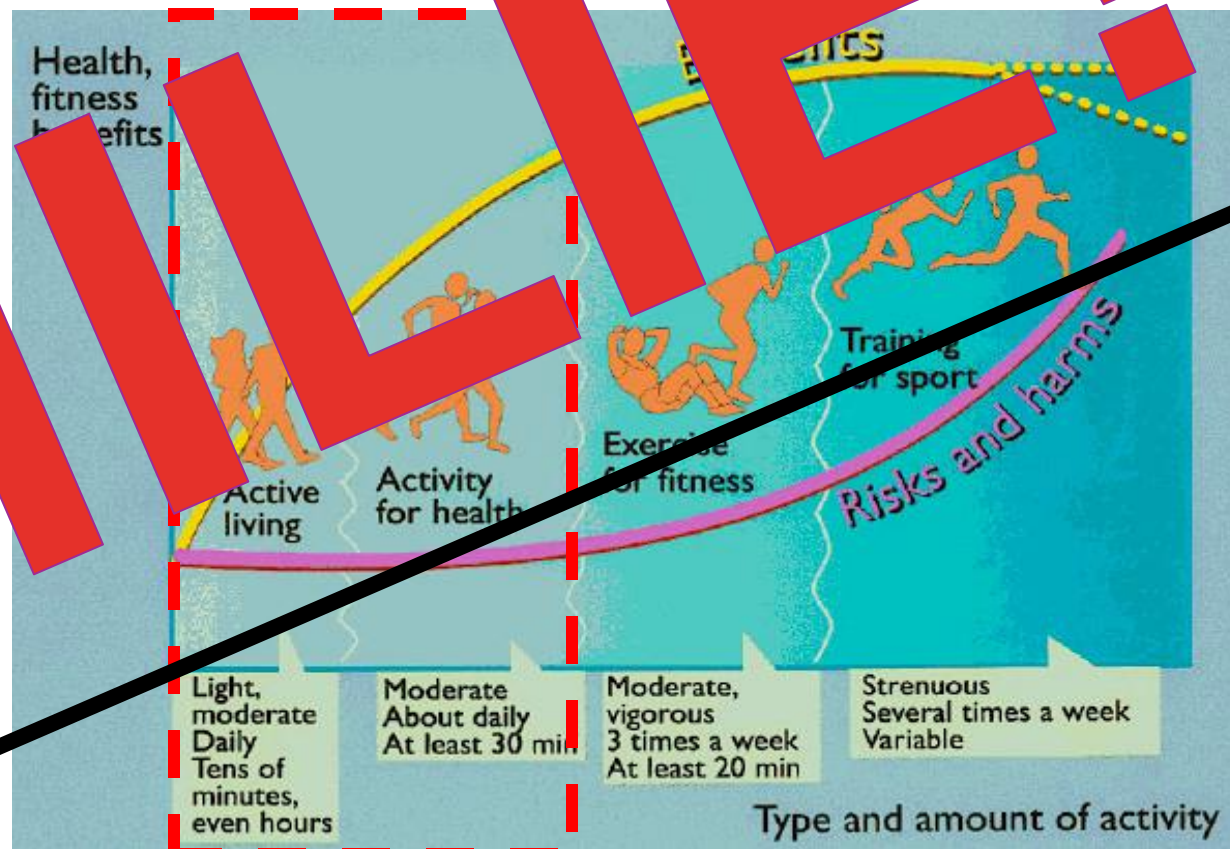 Health,
fitness
benefits
Benefits
Active
living
Activity
for health
Exercise
for fitness
Training
for sport
Risks and harms
Light,
moderate
Daily
Tens of
minutes,
even hours
Moderate
About daily
At least 30 min
Moderate,
vigorous
3 times a week
At least 20 min
Strenuous
Several times a week
Variable
Type and amount of activity